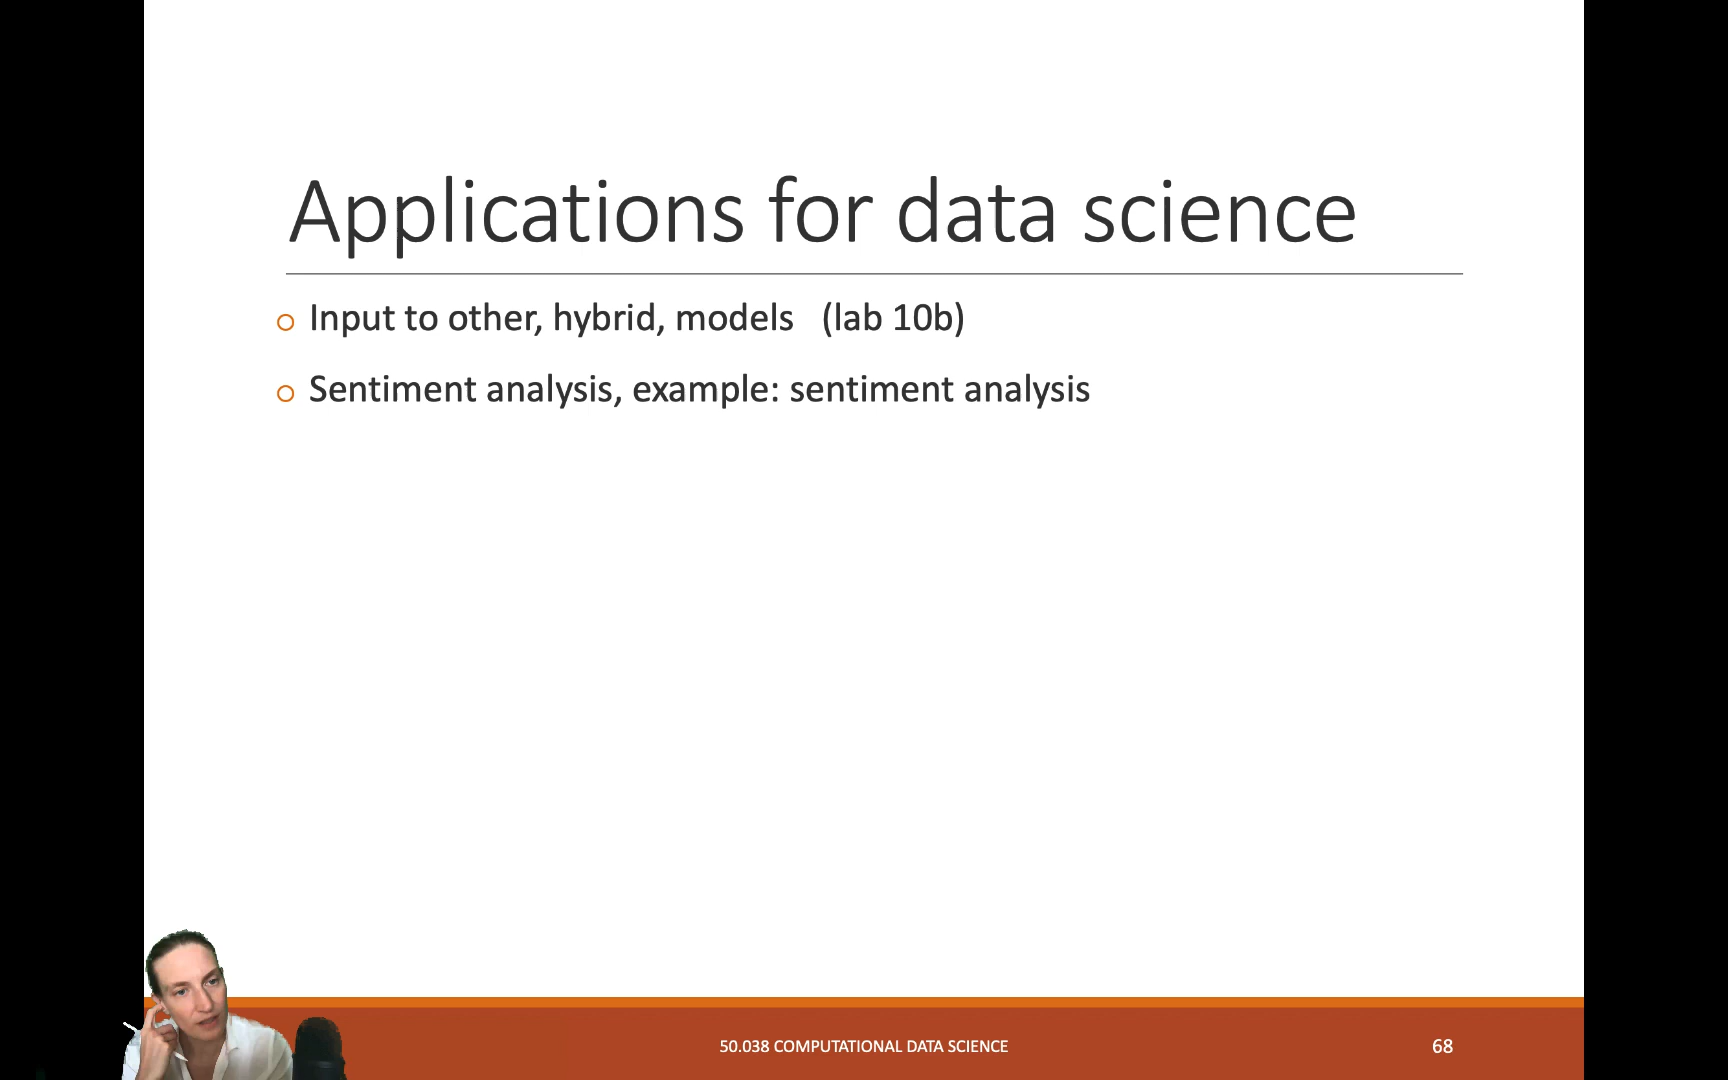 Applications for data science
Input to other, hybrid, models (lab 10b)
Sentiment analysis, example: sentiment analysis
50.038 COMPUTATIONAL DATA SCIENCE
68